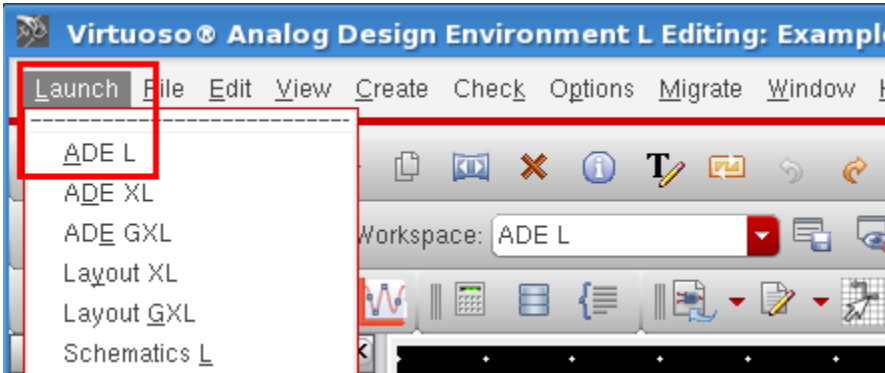 Virtuoso® Analog Design Environment L Editing: Exampl
Launch File Edit View Create Check Options Migrate Window
ADE L
ADE XL
ADE GXL
Layout XL
Layout GXL
Schematics L
Workspace: ADE L